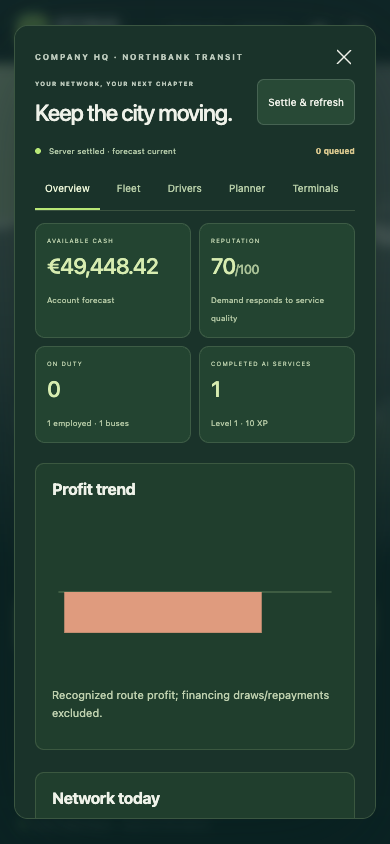 COMPANY HQ · NORTHBANK TRANSIT
YOUR NETWORK, YOUR NEXT CHAPTER
Keep the city moving.
Settle & refresh
Server settled · forecast current
0 queued
Overview
Fleet
Drivers
Planner
Terminals
AVAILABLE CASH
€49,448.42
Account forecast
REPUTATION
70/100
Demand responds to service
quality
ON DUTY
0
1 employed · 1 buses
COMPLETED AI SERVICES
1
Level 1 · 10 XP
Profit trend
Recognized route profit; financing draws/repayments
excluded.
Network today